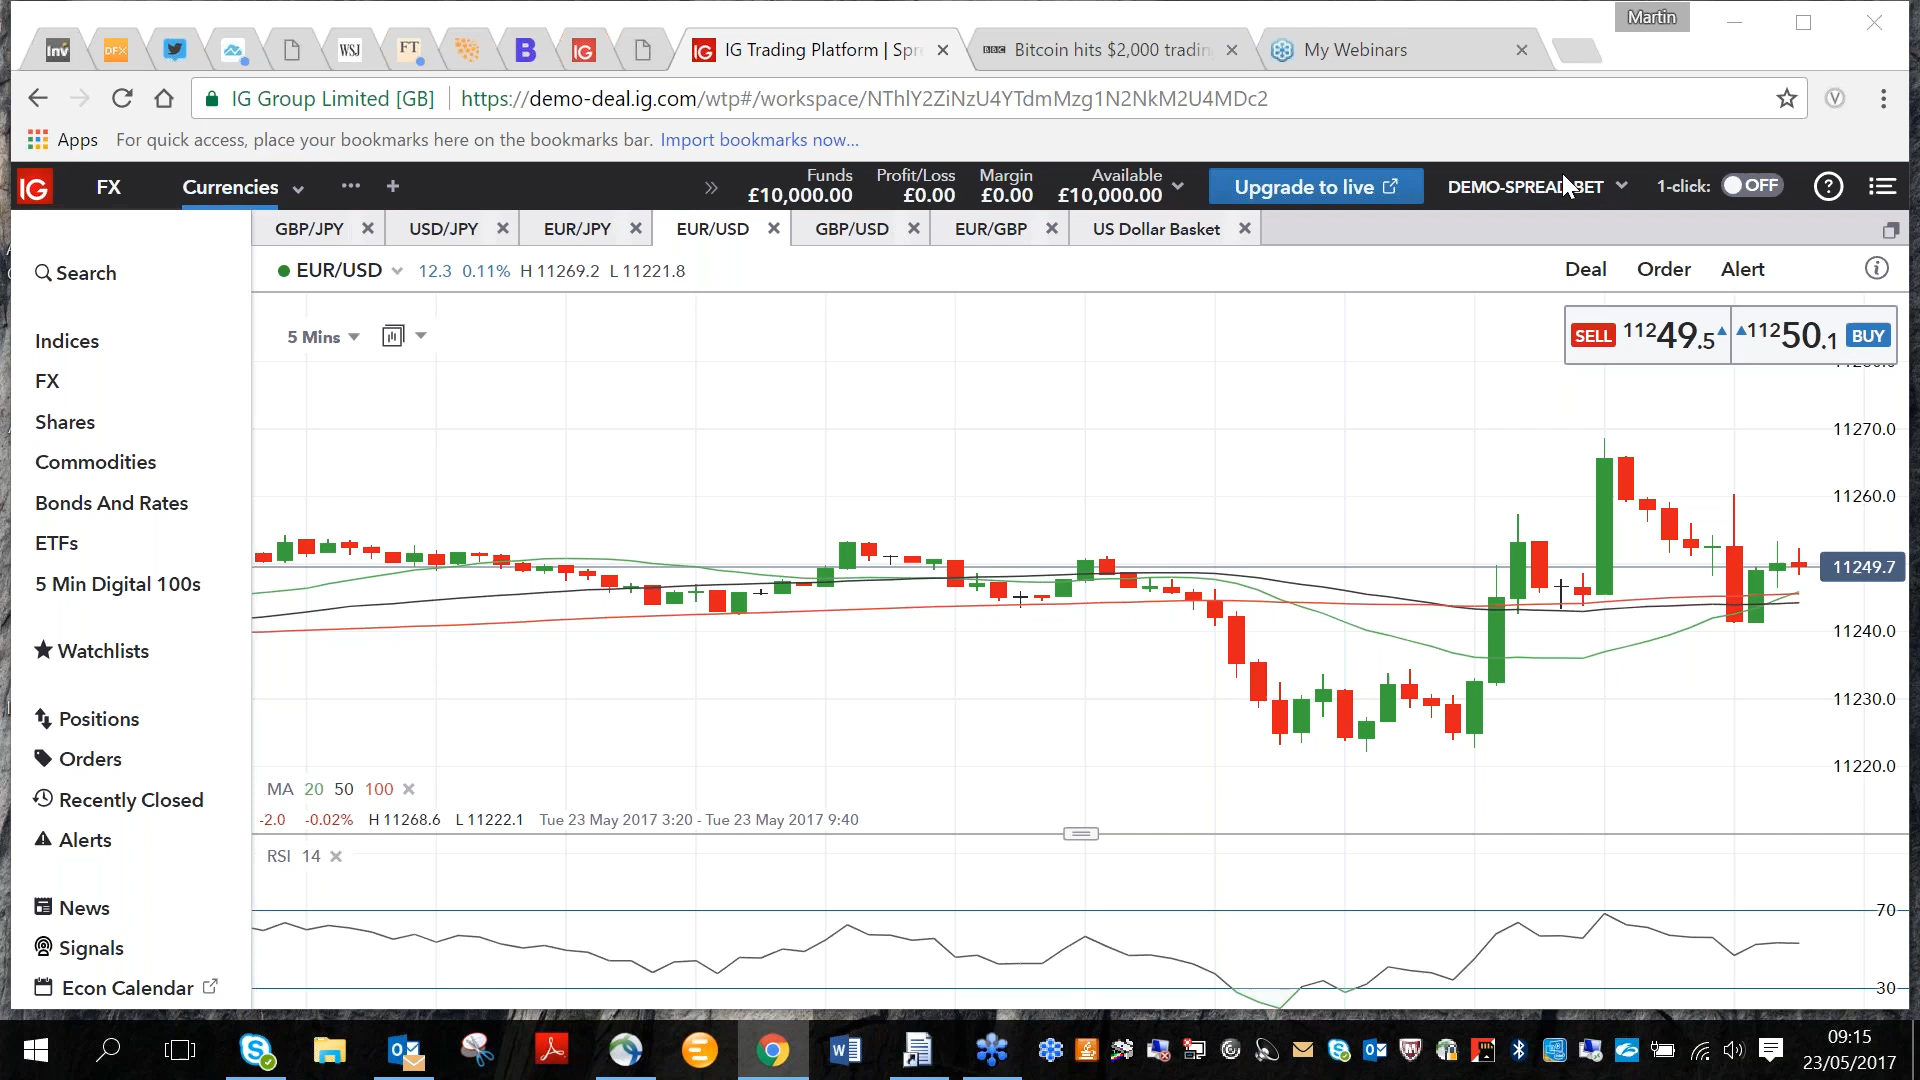 Martin
Inv
DFX
WSJ
FT
B
IG
IG Trading Platform | Spr
BBC Bitcoin hits $2,000 tradin
My Webinars
IG Group Limited [GB]
https://demo-deal.ig.com/wtp#/workspace/NThlY2ZiNzU4YTdmMzg1N2NkM2U4MDc2
Apps
For quick access, place your bookmarks here on the bookmarks bar. Import bookmarks now...
IG
FX
Currencies
Funds
£10,000.00
Profit/Loss
£0.00
Margin
£0.00
Available
£10,000.00
Upgrade to live
DEMO-SPREADBET
1-click: OFF
GBP/JPY
USD/JPY
EUR/JPY
EUR/USD
GBP/USD
EUR/GBP
US Dollar Basket
Search
Indices
FX
Shares
Commodities
Bonds And Rates
ETFs
5 Min Digital 100s
Watchlists
Positions
Orders
Recently Closed
Alerts
News
Signals
Econ Calendar
EUR/USD 12.3 0.11% H 11269.2 L 11221.8
Deal
Order
Alert
5 Mins
SELL 11249.5
11250.1 BUY
11270.0
11260.0
11249.7
11240.0
11230.0
11220.0
MA 20 50 100
-2.0 -0.02% H 11268.6 L 11222.1 Tue 23 May 2017 3:20 - Tue 23 May 2017 9:40
RSI 14
70
30
09:15
23/05/2017